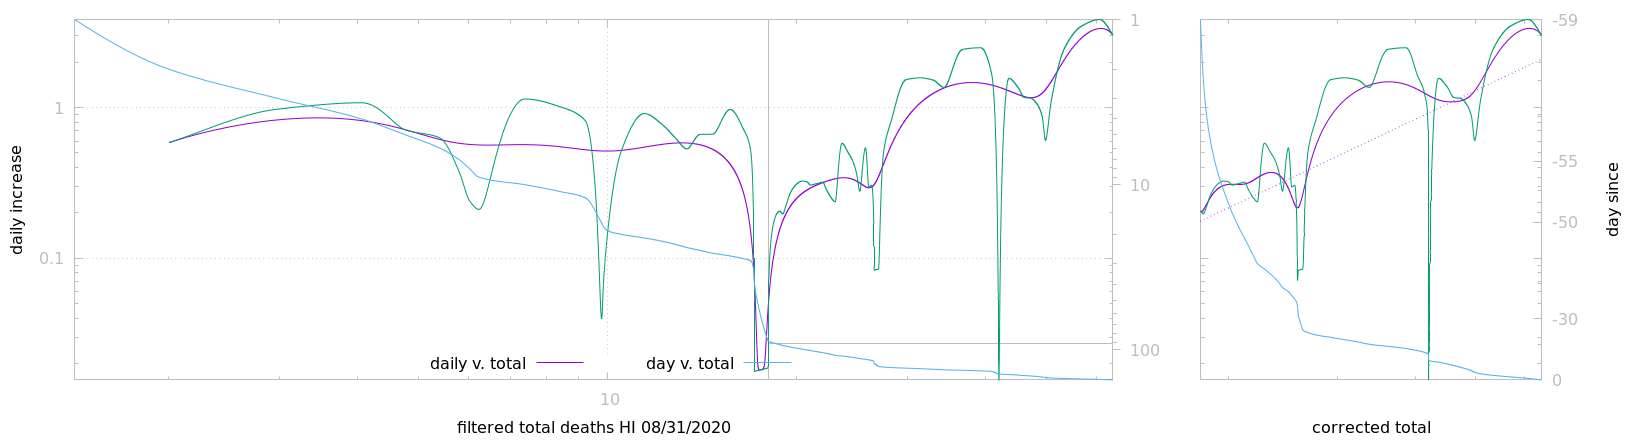 daily increase
1
0.1
daily v. total
day v. total
10
filtered total deaths HI 08/31/2020
1
10
100
-59
-55
-50
-30
0
day since
corrected total